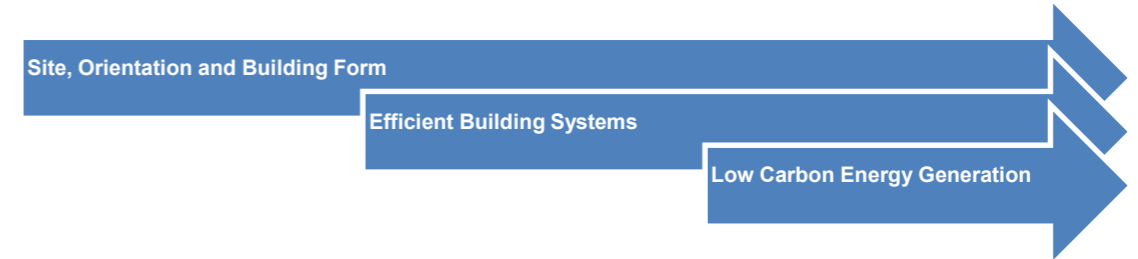 Site, Orientation and Building Form
Efficient Building Systems
Low Carbon Energy Generation